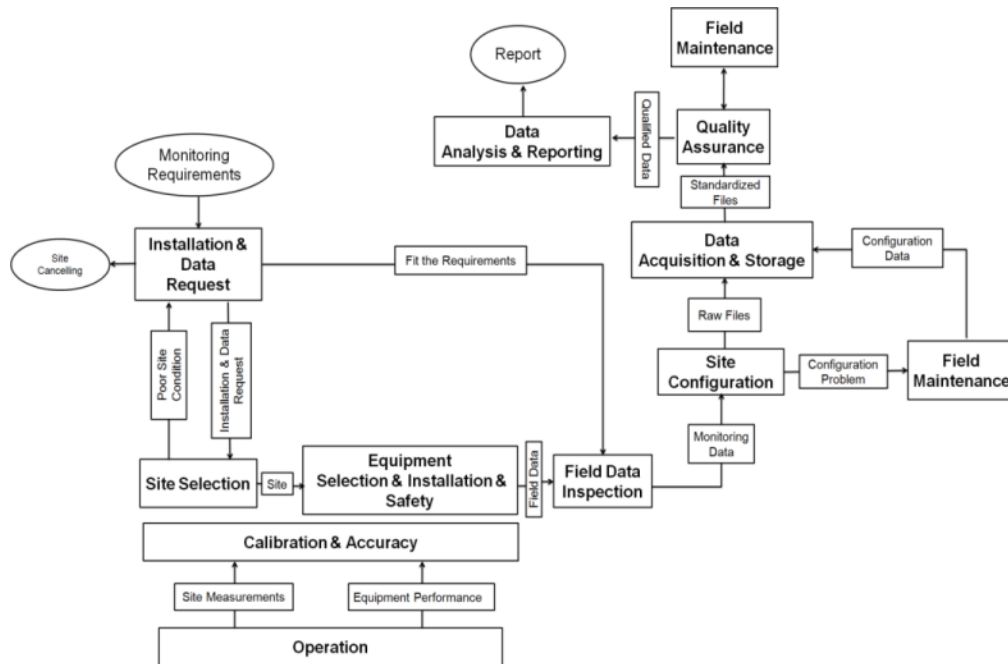 Field
Maintenance
Report
Qualified Data
Quality
Assurance
Data
Analysis & Reporting
Monitoring
Requirements
Standardized
Files
Site
Cancelling
Installation &
Data
Request
Fit the Requirements
Data
Acquisition & Storage
Configuration
Data
Raw Files
Poor Site
Condition
Installation & Data
Request
Site
Configuration
Configuration
Problem
Field
Maintenance
Monitoring
Data
Site Selection
Site
Equipment
Selection & Installation &
Safety
Field Data
Field Data
Inspection
Calibration & Accuracy
Site Measurements
Equipment Performance
Operation